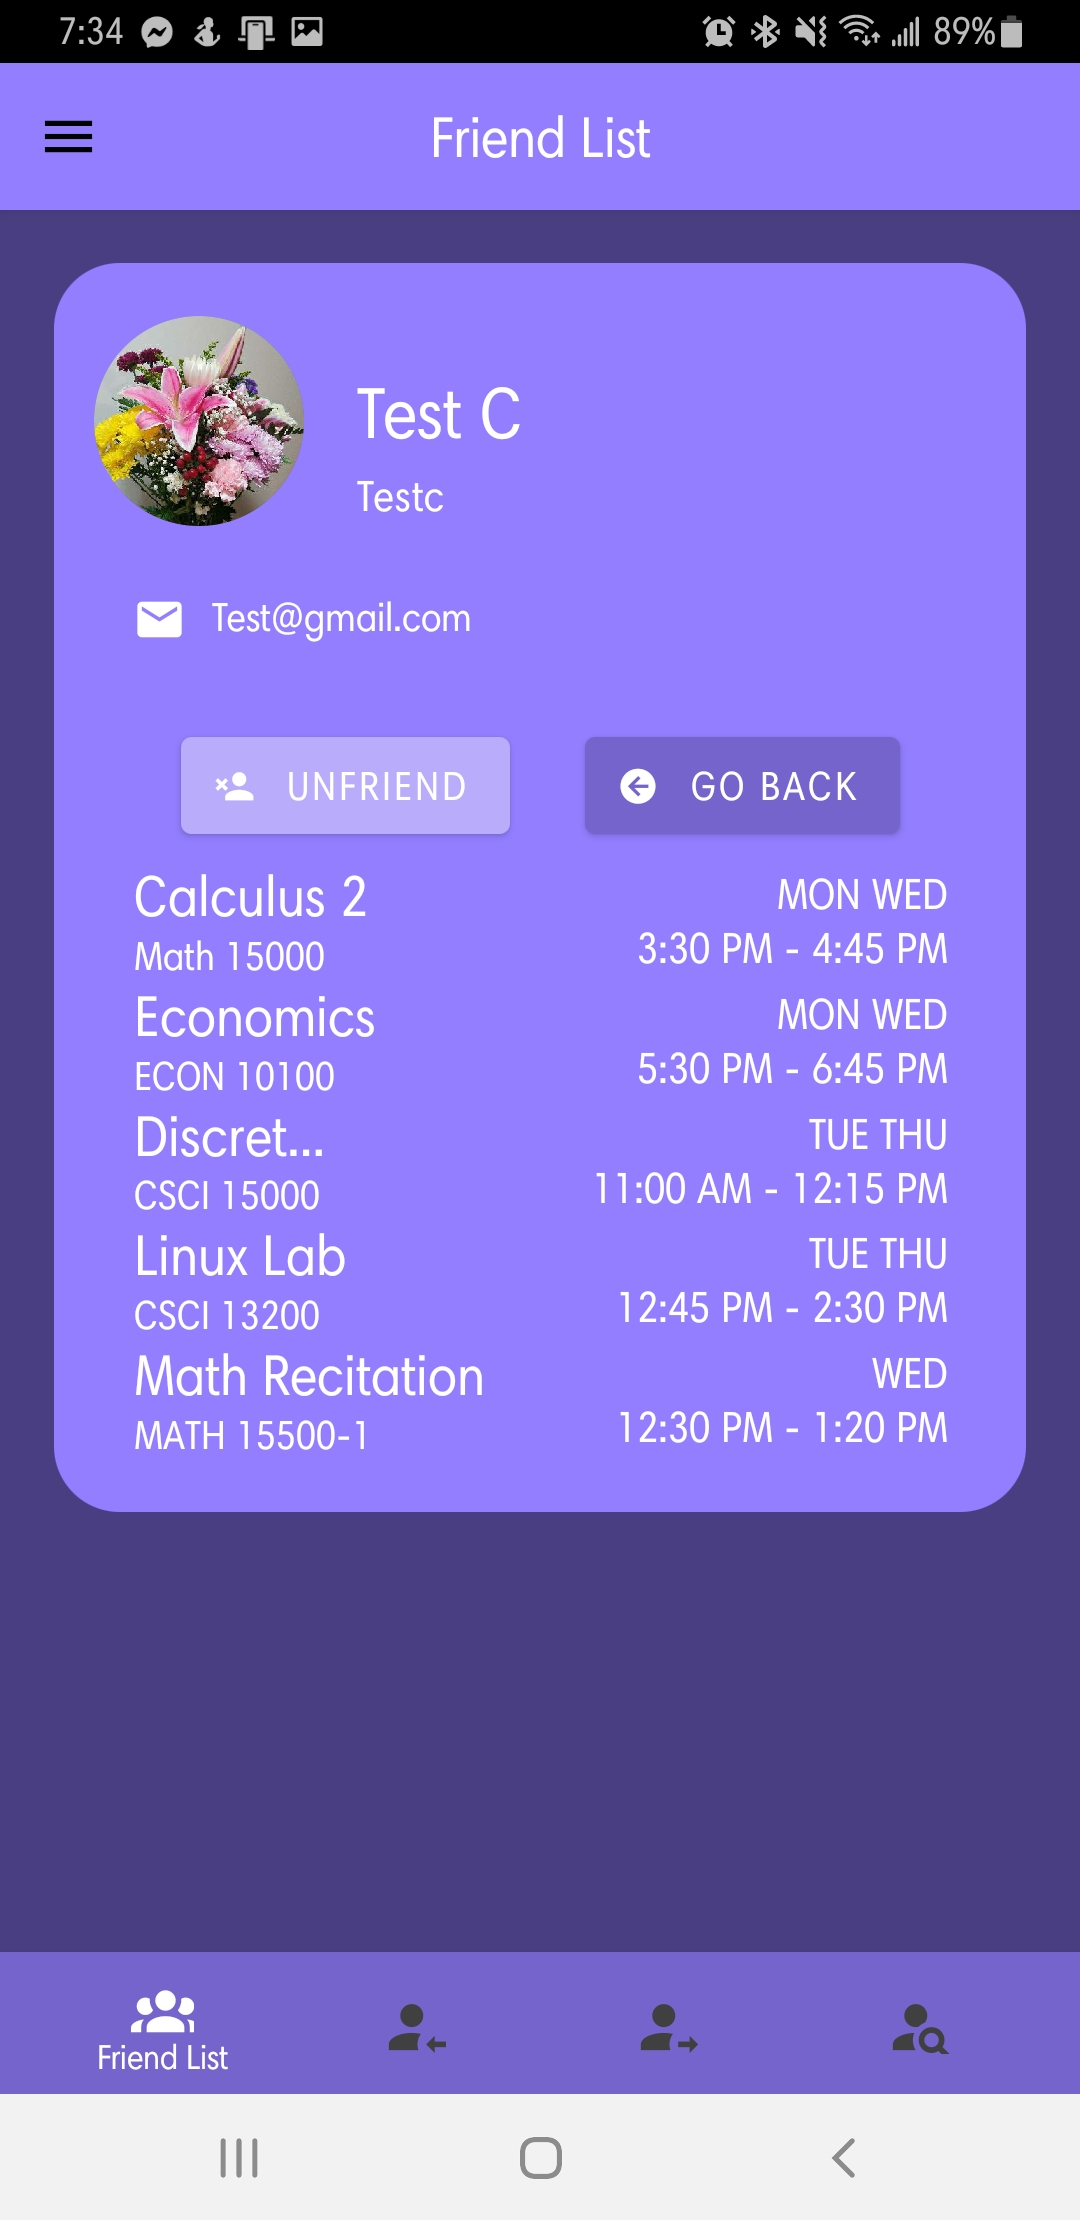 7:34
89%
Friend List
Test C
Testc
Test@gmail.com
UNFRIEND
GO BACK
Calculus 2
MON WED
Math 15000
3:30 PM - 4:45 PM
Economics
MON WED
ECON 10100
5:30 PM - 6:45 PM
Discret...
TUE THU
CSCI 15000
11:00 AM - 12:15 PM
Linux Lab
TUE THU
CSCI 13200
12:45 PM - 2:30 PM
Math Recitation
WED
MATH 15500-1
12:30 PM - 1:20 PM
Friend List